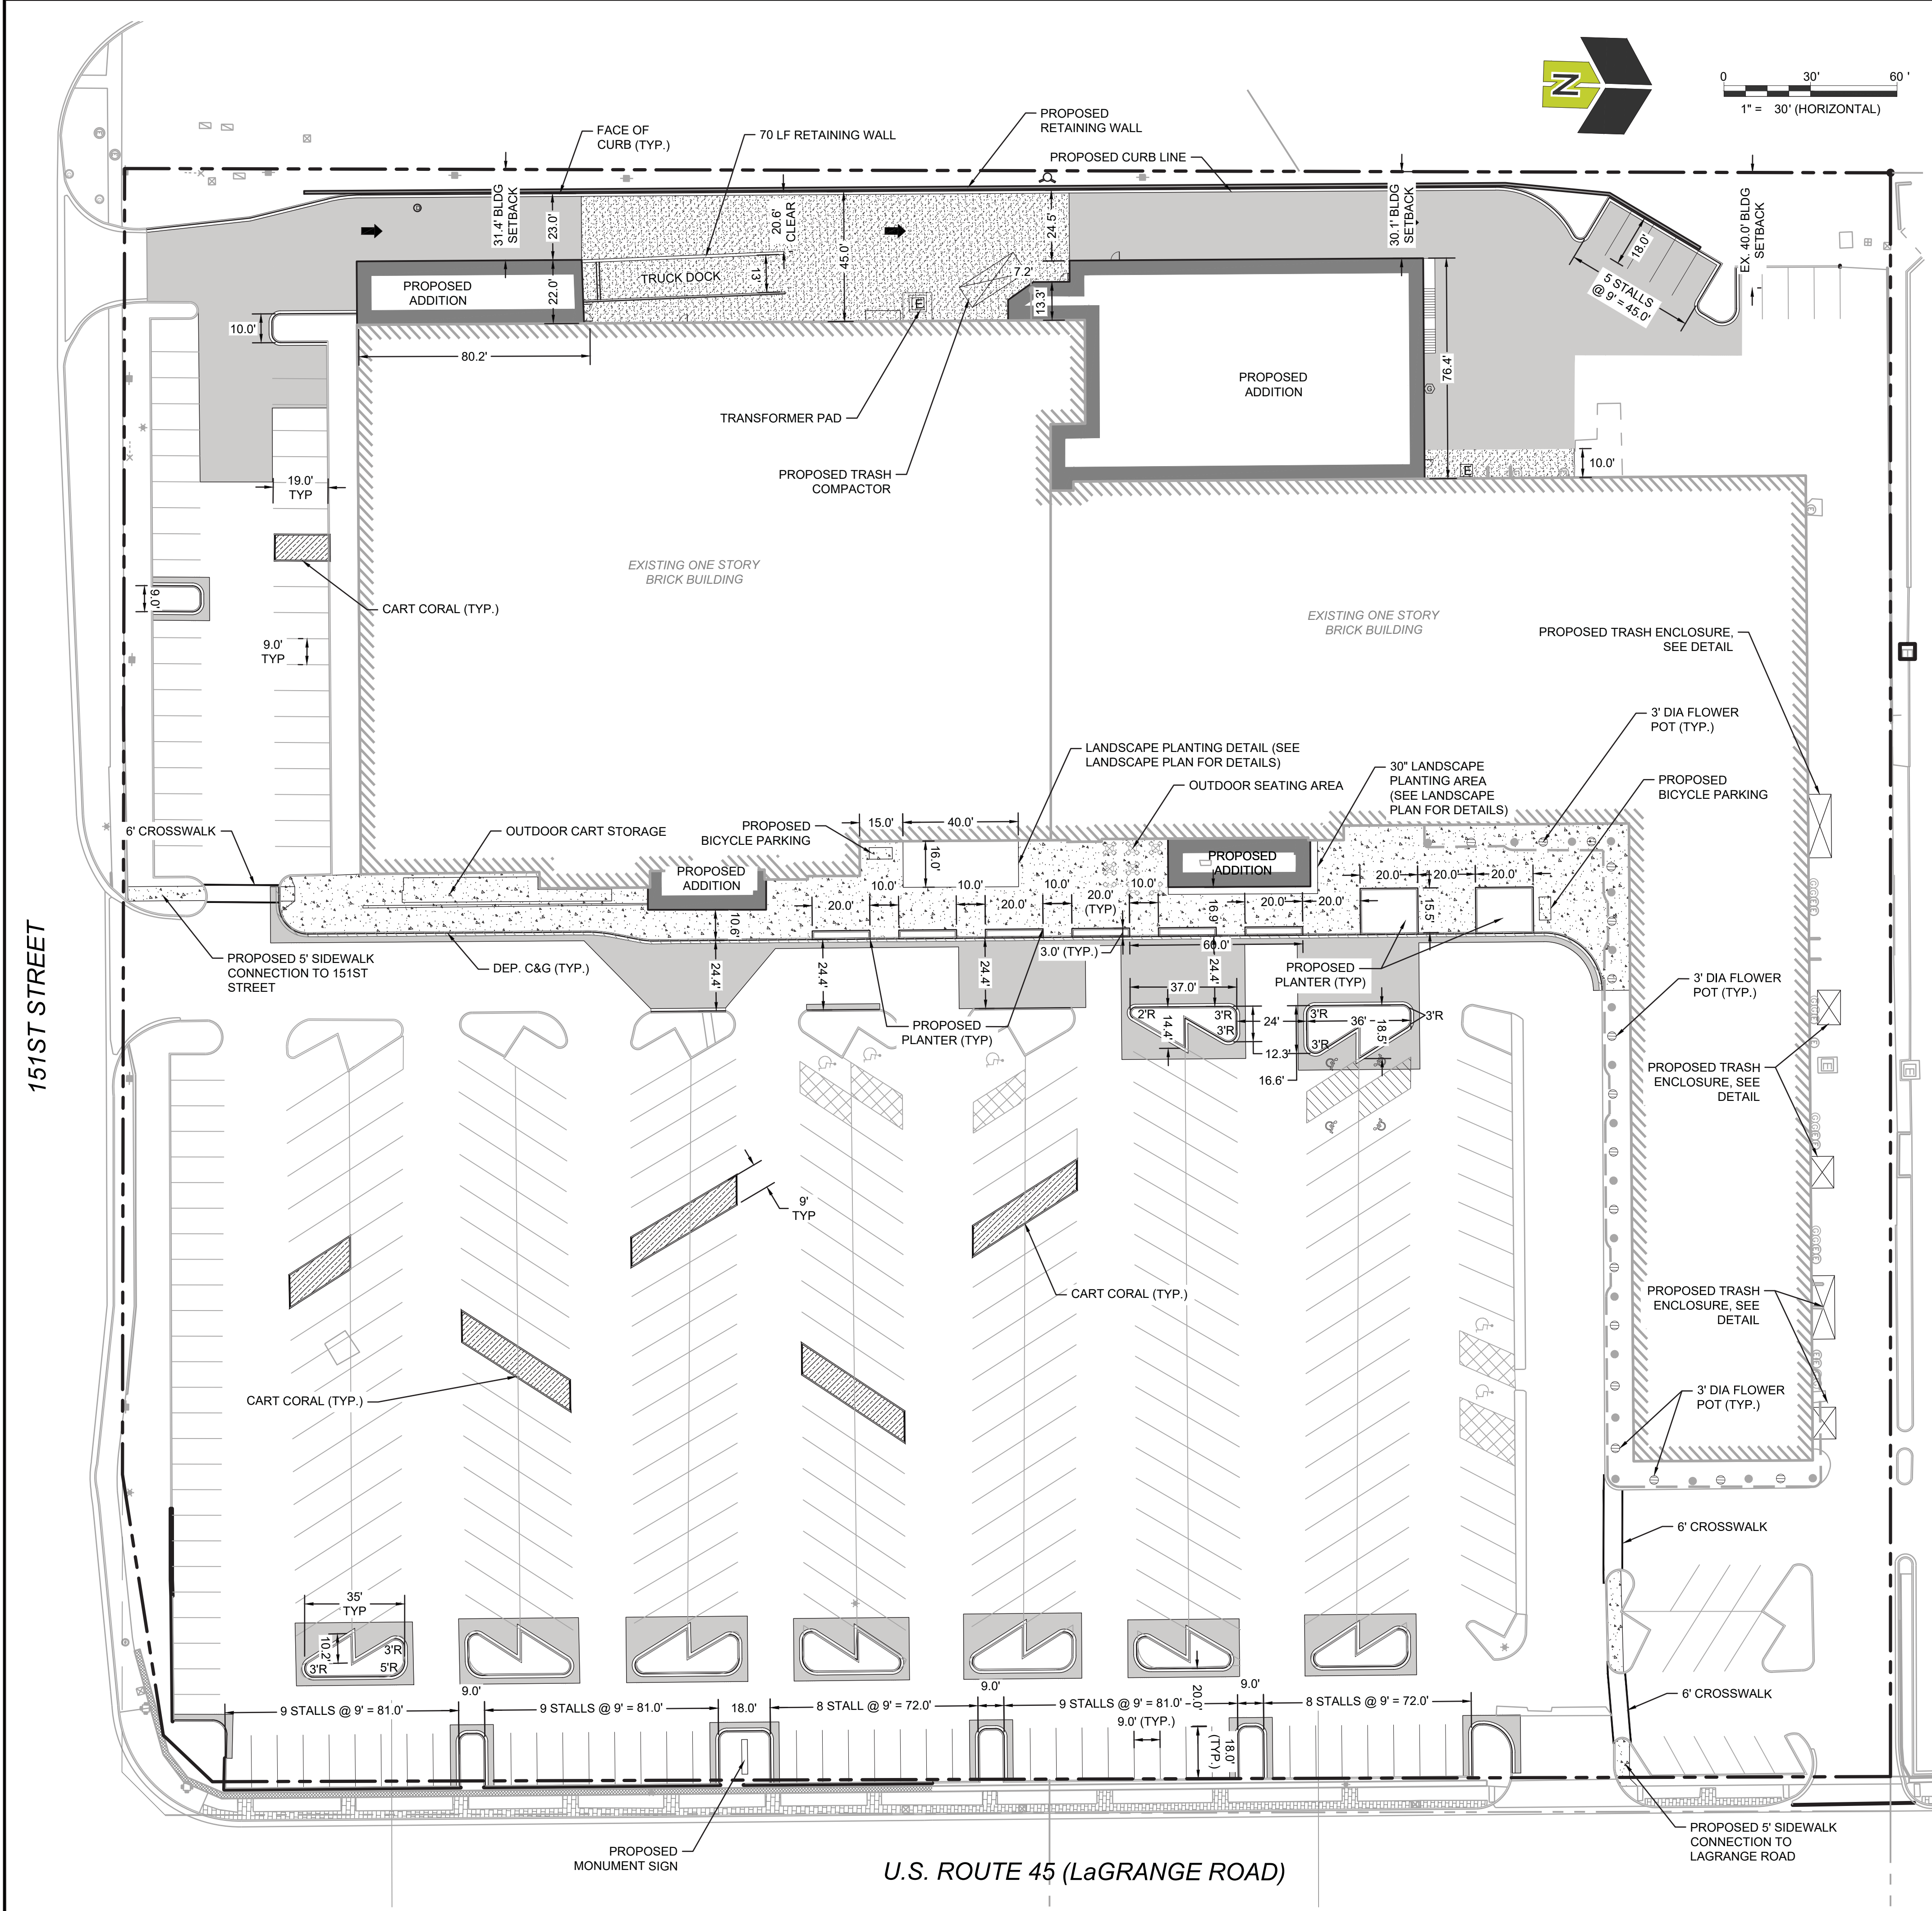 N
0 30' 60 '
1" = 30' (HORIZONTAL)
FACE OF
CURB (TYP.)
70 LF RETAINING WALL
PROPOSED
RETAINING WALL
PROPOSED CURB LINE
31.4' BLDG
SETBACK
23.0'
20.6'
CLEAR
45.0'
24.5'
30.1' BLDG
SETBACK
EX. 40.0' BLDG
SETBACK
18.0'
5 STALLS
@ 9' = 45.0'
PROPOSED
ADDITION
22.0'
TRUCK DOCK
13'
7.2'
13.3'
E
10.0'
80.2'
TRANSFORMER PAD
PROPOSED
ADDITION
76.4'
G
PROPOSED TRASH
COMPACTOR
E
10.0'
19.0'
TYP
9.0'
CART CORAL (TYP.)
9.0'
TYP
EXISTING ONE STORY
BRICK BUILDING
EXISTING ONE STORY
BRICK BUILDING
PROPOSED TRASH ENCLOSURE,
SEE DETAIL
3' DIA FLOWER
POT (TYP.)
LANDSCAPE PLANTING DETAIL (SEE
LANDSCAPE PLAN FOR DETAILS)
30" LANDSCAPE
PLANTING AREA
(SEE LANDSCAPE
PLAN FOR DETAILS)
OUTDOOR SEATING AREA
PROPOSED
BICYCLE PARKING
6' CROSSWALK
OUTDOOR CART STORAGE
PROPOSED
BICYCLE PARKING
15.0'
40.0'
16.0'
PROPOSED
ADDITION
PROPOSED
ADDITION
10.0'
10.0'
10.0'
10.0'
20.0'
20.0'
20.0'
(TYP)
20.0'
20.0'
20.0'
20.0'
20.0'
10.6'
16.9'
15.5'
3.0' (TYP.)
60.0'
PROPOSED 5' SIDEWALK
CONNECTION TO 151ST
STREET
DEP. C&G (TYP.)
24.4'
24.4'
24.4'
24.4'
PROPOSED
PLANTER (TYP)
PROPOSED
PLANTER (TYP)
37.0'
2'R
3'R
3'R
14.4'
24'
12.3'
16.6'
3'R
36'
3'R
3'R
18.5'
3' DIA FLOWER
POT (TYP.)
151ST STREET
PROPOSED TRASH
ENCLOSURE, SEE
DETAIL
E
E
9'
TYP
CART CORAL (TYP.)
PROPOSED TRASH
ENCLOSURE, SEE
DETAIL
CART CORAL (TYP.)
3' DIA FLOWER
POT (TYP.)
6' CROSSWALK
35'
TYP
10.2'
3'R
3'R
5'R
6' CROSSWALK
9 STALLS @ 9' = 81.0'
9.0'
9 STALLS @ 9' = 81.0'
18.0'
8 STALL @ 9' = 72.0'
9.0'
9 STALLS @ 9' = 81.0'
20.0'
9.0'
8 STALLS @ 9' = 72.0'
9.0' (TYP.)
18.0'
(TYP.)
PROPOSED
MONUMENT SIGN
PROPOSED 5' SIDEWALK
CONNECTION TO
LAGRANGE ROAD
U.S. ROUTE 45 (LaGRANGE ROAD)